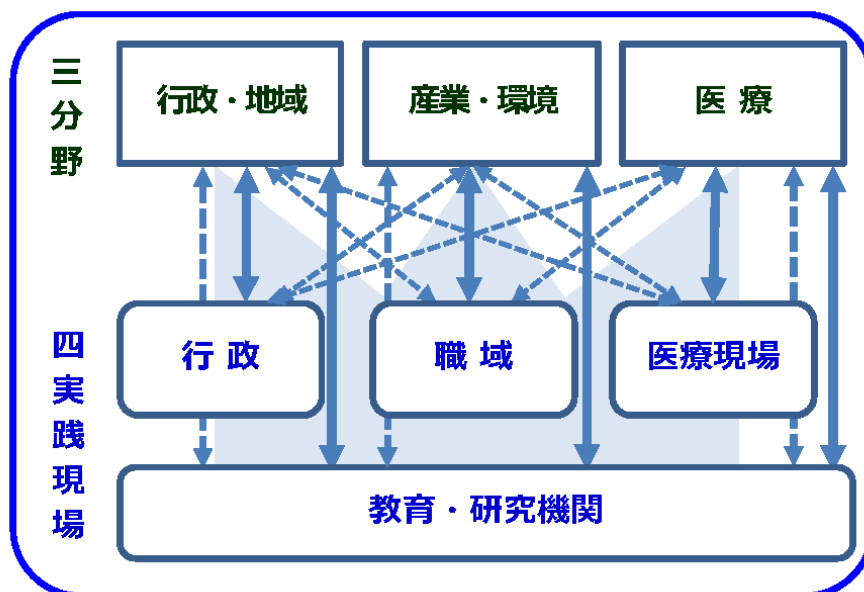 三分野
行政・地域
産業・環境
医 療
四実践現場
行 政
職 域
医療現場
教育・研究機関